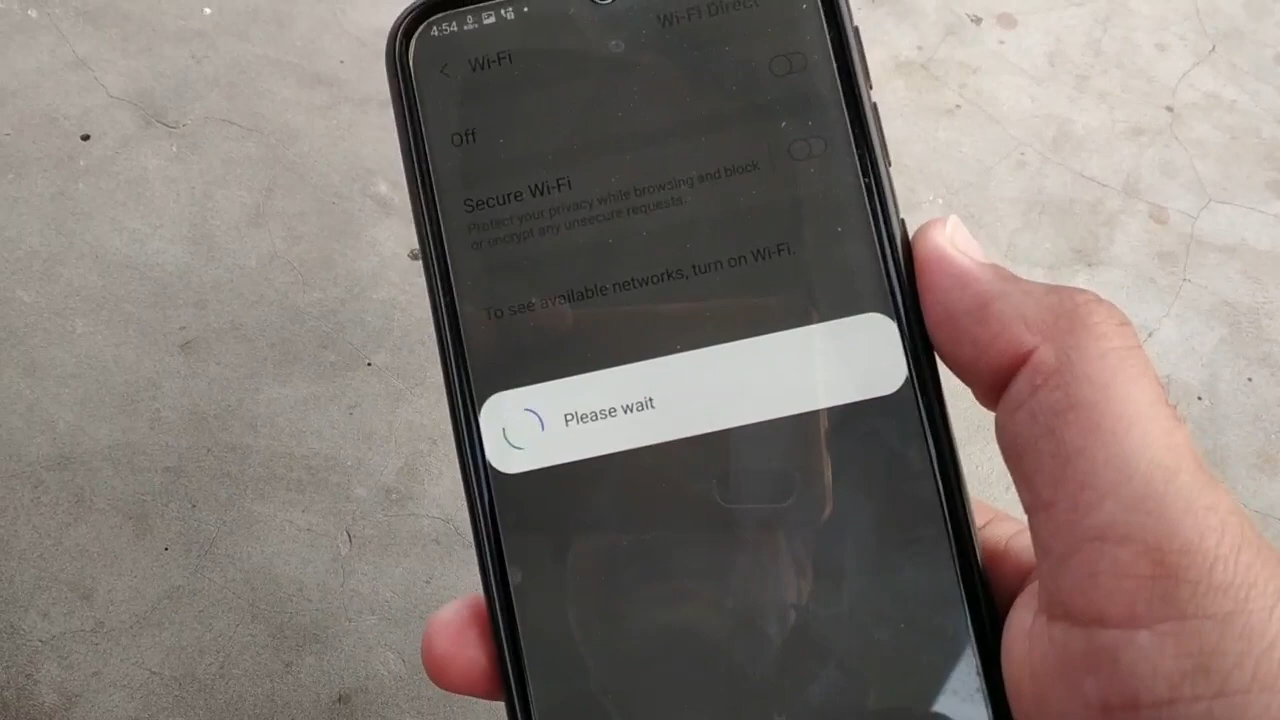 4:54
Wi-Fi Direct
Wi-Fi
Off
Secure Wi-Fi
Protect your privacy while browsing and block
or encrypt any unsecure requests.
To see available networks, turn on Wi-Fi.
Please wait